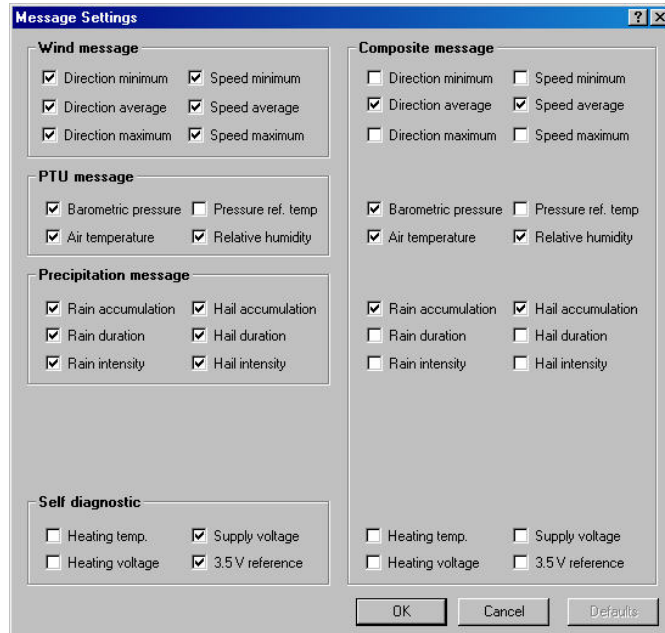 Message Settings
Wind message
Direction minimum Speed minimum
Direction average Speed average
Direction maximum Speed maximum
PTU message
Barometric pressure Pressure ref. temp
Air temperature Relative humidity
Precipitation message
Rain accumulation Hail accumulation
Rain duration Hail duration
Rain intensity Hail intensity
Self diagnostic
Heating temp. Supply voltage
Heating voltage 3.5 V reference
Composite message
Direction minimum Speed minimum
Direction average Speed average
Direction maximum Speed maximum
Barometric pressure Pressure ref. temp
Air temperature Relative humidity
Rain accumulation Hail accumulation
Rain duration Hail duration
Rain intensity Hail intensity
Heating temp. Supply voltage
Heating voltage 3.5 V reference
OK Cancel Defaults